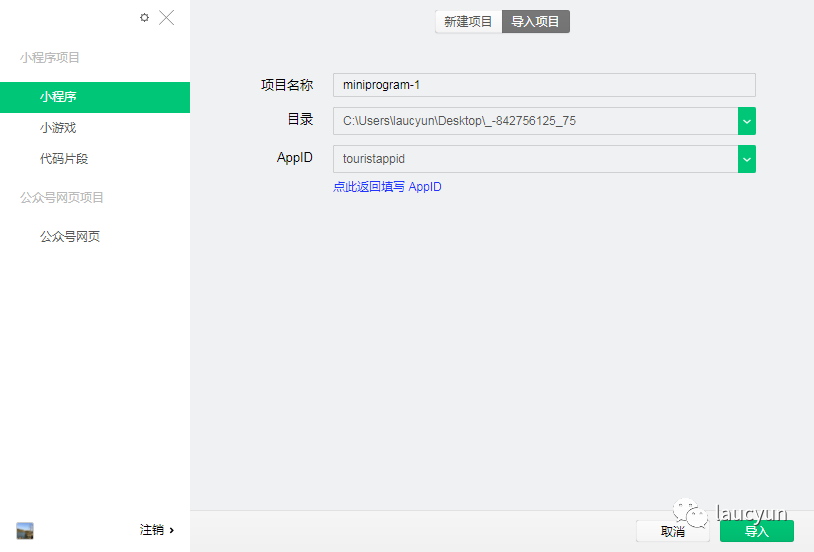 小程序项目
小程序
小游戏
代码片段
公众号网页项目
公众号网页
注销
新建项目 导入项目
项目名称 miniprogram-1
目录 C:\Users\laucyun\Desktop\_-842756125_75
AppID touristappid
点此返回填写 AppID
laucyun
取消 导入